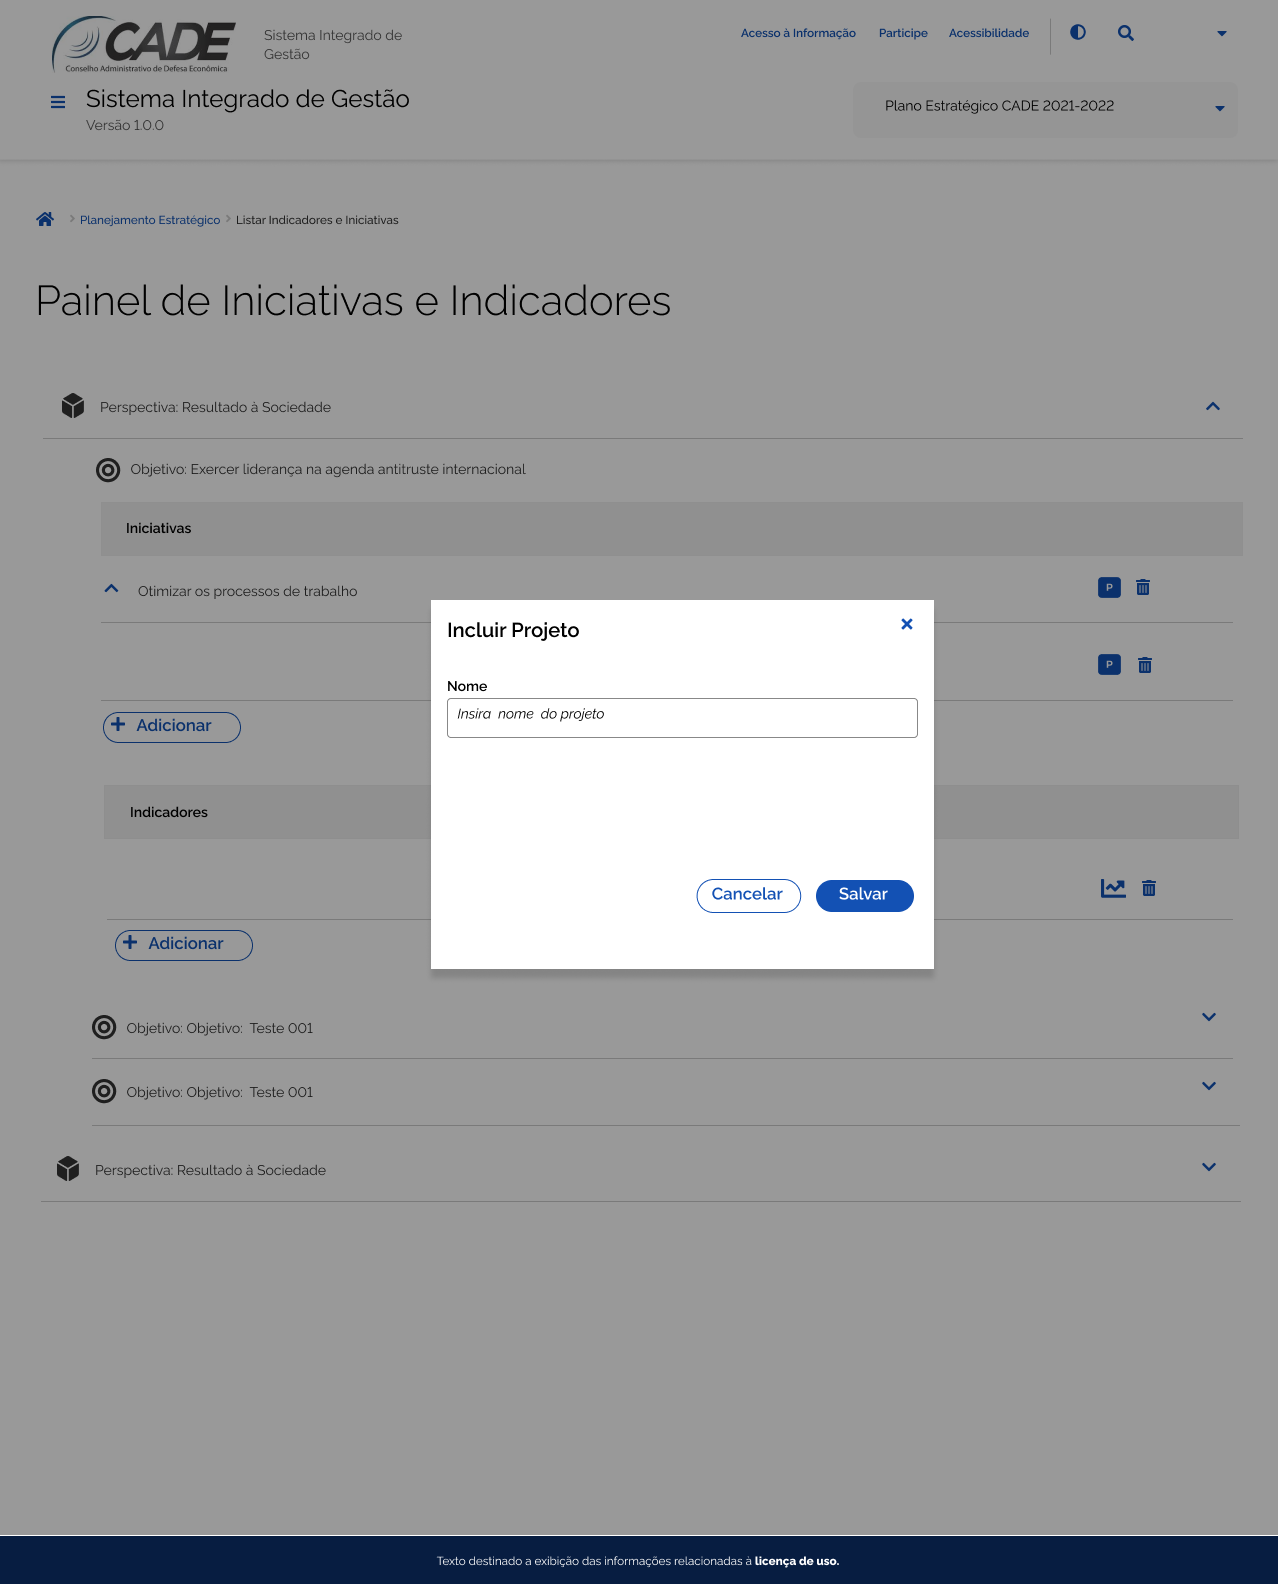 CADE
Conselho Administrativo de Defesa Econômica
Sistema Integrado de
Gestão
Acesso à Informação
Participe
Acessibilidade
Sistema Integrado de Gestão
Versão 1.0.0
Plano Estratégico CADE 2021-2022
Planejamento Estratégico
Listar Indicadores e Iniciativas
Painel de Iniciativas e Indicadores
Perspectiva: Resultado à Sociedade
Objetivo: Exercer liderança na agenda antitruste internacional
Iniciativas
Otimizar os processos de trabalho
P
P
Adicionar
Incluir Projeto
Nome
Insira nome do projeto
Cancelar
Salvar
Indicadores
Adicionar
Objetivo: Objetivo: Teste 001
Objetivo: Objetivo: Teste 001
Perspectiva: Resultado à Sociedade
Texto destinado a exibição das informações relacionadas à licença de uso.